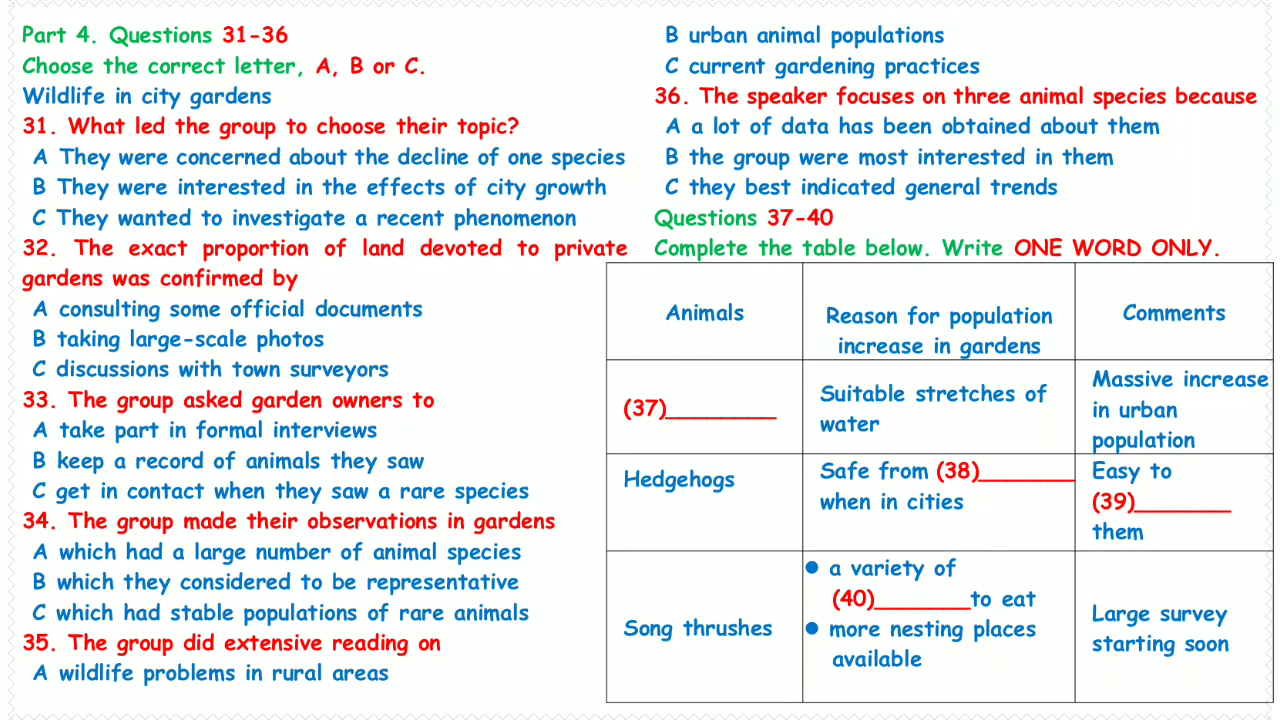 Part 4. Questions 31-36
Choose the correct letter, A, B or C.
Wildlife in city gardens
31. What led the group to choose their topic?
A They were concerned about the decline of one species
B They were interested in the effects of city growth
C They wanted to investigate a recent phenomenon
32. The exact proportion of land devoted to private
gardens was confirmed by
A consulting some official documents
B taking large-scale photos
C discussions with town surveyors
33. The group asked garden owners to
A take part in formal interviews
B keep a record of animals they saw
C get in contact when they saw a rare species
34. The group made their observations in gardens
A which had a large number of animal species
B which they considered to be representative
C which had stable populations of rare animals
35. The group did extensive reading on
A wildlife problems in rural areas
B urban animal populations
C current gardening practices
36. The speaker focuses on three animal species because
A a lot of data has been obtained about them
B the group were most interested in them
C they best indicated general trends
Questions 37-40
Complete the table below. Write ONE WORD ONLY.
Animals
Reason for population
increase in gardens
Comments
(37)________
Suitable stretches of
water
Massive increase
in urban
population
Hedgehogs
Safe from (38)_______
when in cities
Easy to
(39)_______
them
Song thrushes
● a variety of
(40)_______to eat
● more nesting places
available
Large survey
starting soon